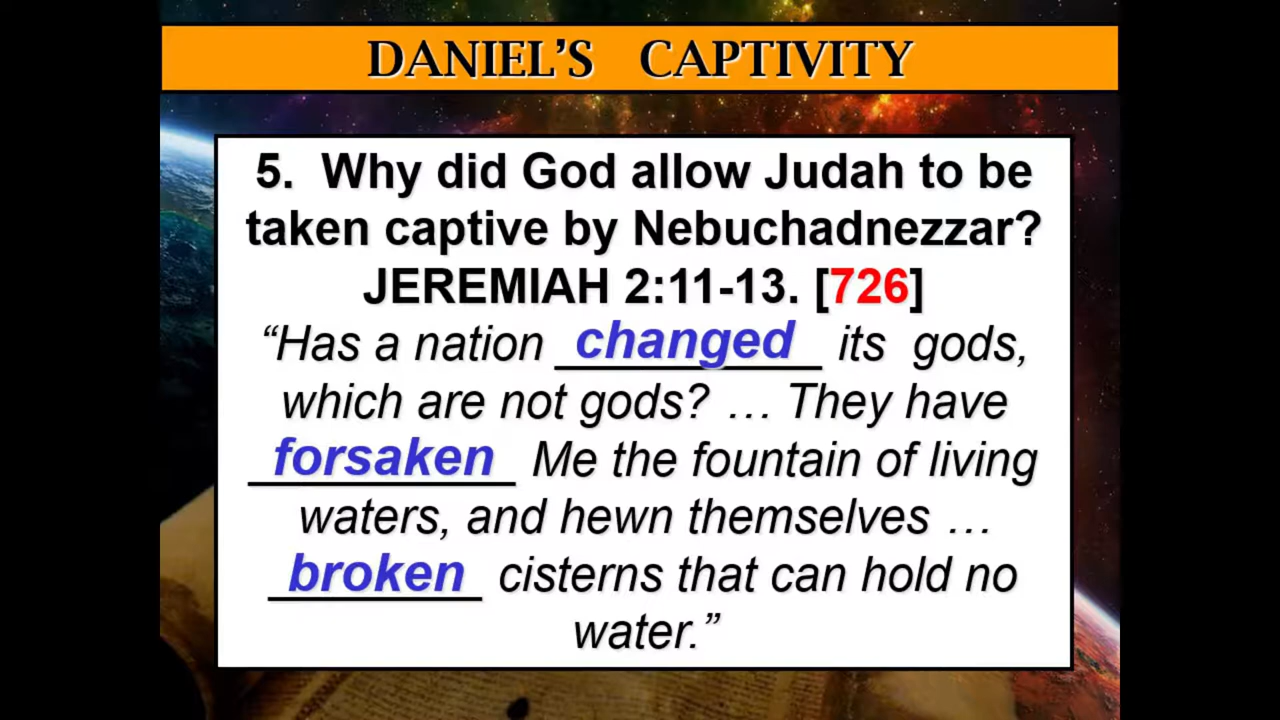 DANIEL’S CAPTIVITY
5. Why did God allow Judah to be
taken captive by Nebuchadnezzar?
JEREMIAH 2:11-13. [726]
“Has a nation changed its gods,
which are not gods? … They have
forsaken Me the fountain of living
waters, and hewn themselves …
broken cisterns that can hold no
water.”